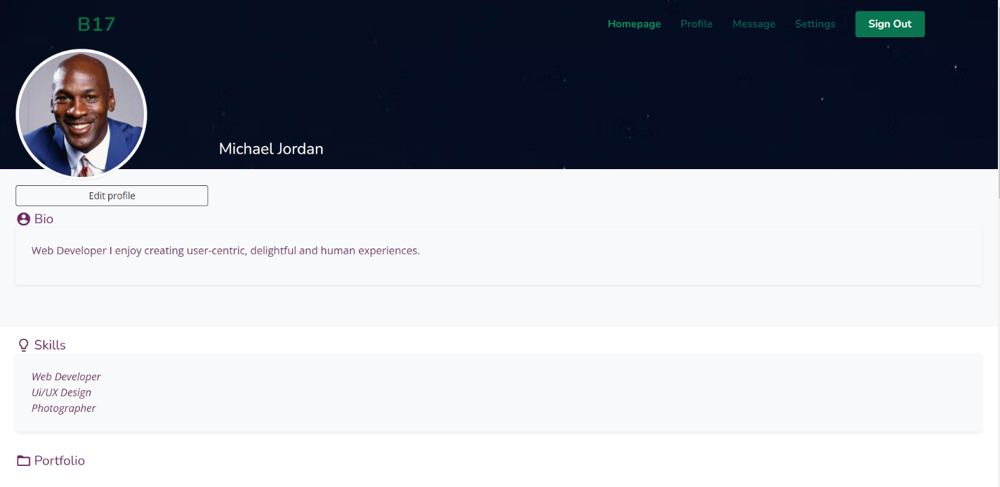 B17
Homepage Profile Message Settings Sign Out
Michael Jordan
Edit profile
Bio
Web Developer I enjoy creating user-centric, delightful and human experiences.
Skills
Web Developer
Ui/UX Design
Photographer
Portfolio